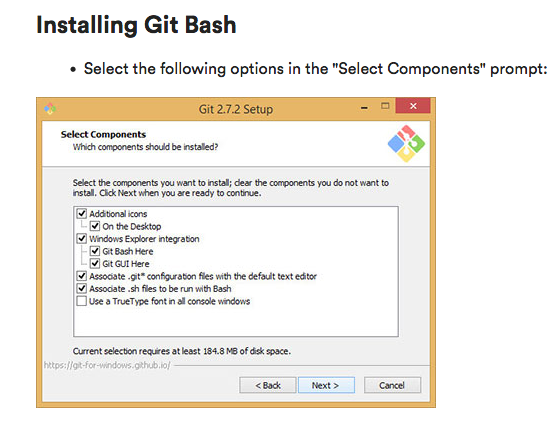 Installing Git Bash
• Select the following options in the "Select Components" prompt:
Git 2.7.2 Setup
Select Components
Which components should be installed?
Select the components you want to install; clear the components you do not want to
install. Click Next when you are ready to continue.
Additional icons
On the Desktop
Windows Explorer integration
Git Bash Here
Git GUI Here
Associate .git* configuration files with the default text editor
Associate .sh files to be run with Bash
Use a TrueType font in all console windows
Current selection requires at least 184.8 MB of disk space.
https://git-for-windows.github.io/
< Back Next > Cancel